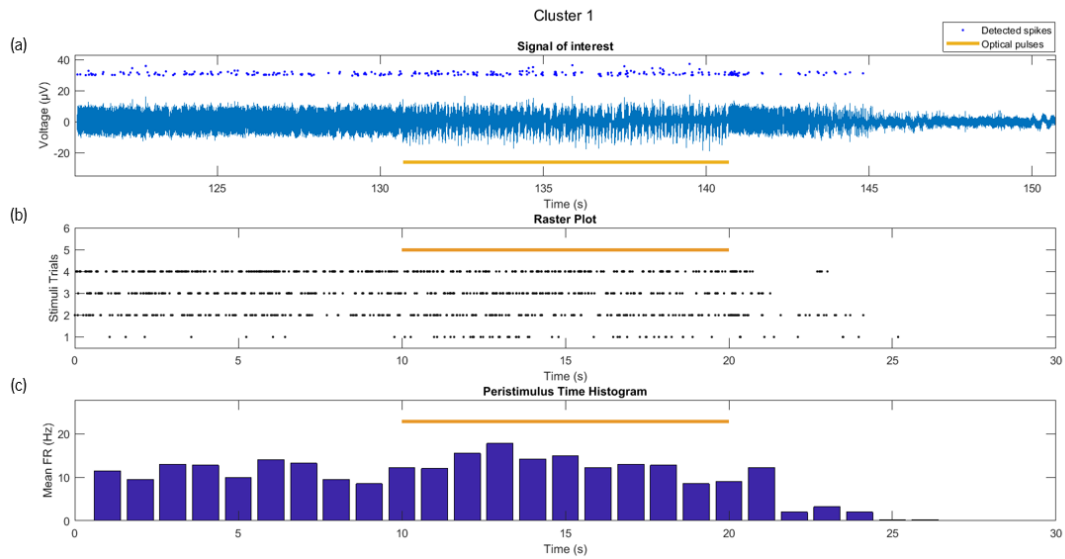 Cluster 1
Detected spikes
Optical pulses
(a)
Signal of interest
40
20
0
-20
Voltage (μV)
125
130
135
140
145
150
Time (s)
(b)
Raster Plot
6
5
4
3
2
1
Stimuli Trials
0
5
10
15
20
25
30
Time (s)
(c)
Peristimulus Time Histogram
20
10
0
Mean FR (Hz)
0
5
10
15
20
25
30
Time (s)